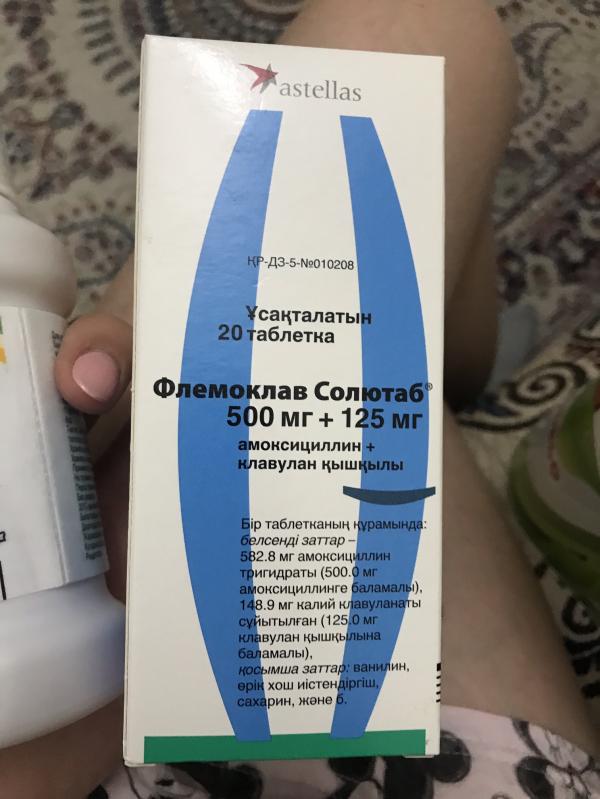 astellas
ҚР-ДЗ-5-№010208
Ұсақталатын
20 таблетка
Флемоклав Солютаб®
500 мг + 125 мг
амоксициллин +
клавулан қышқылы
Бір таблетканың құрамында:
белсенді заттар –
582.8 мг амоксициллин
тригидраты (500.0 мг
амоксициллинге баламалы),
148.9 мг калий клавуланаты
сұйытылған (125.0 мг
клавулан қышқылына
баламалы),
қосымша заттар: ванилин,
өрік хош иістендіргіш,
сахарин, және б.